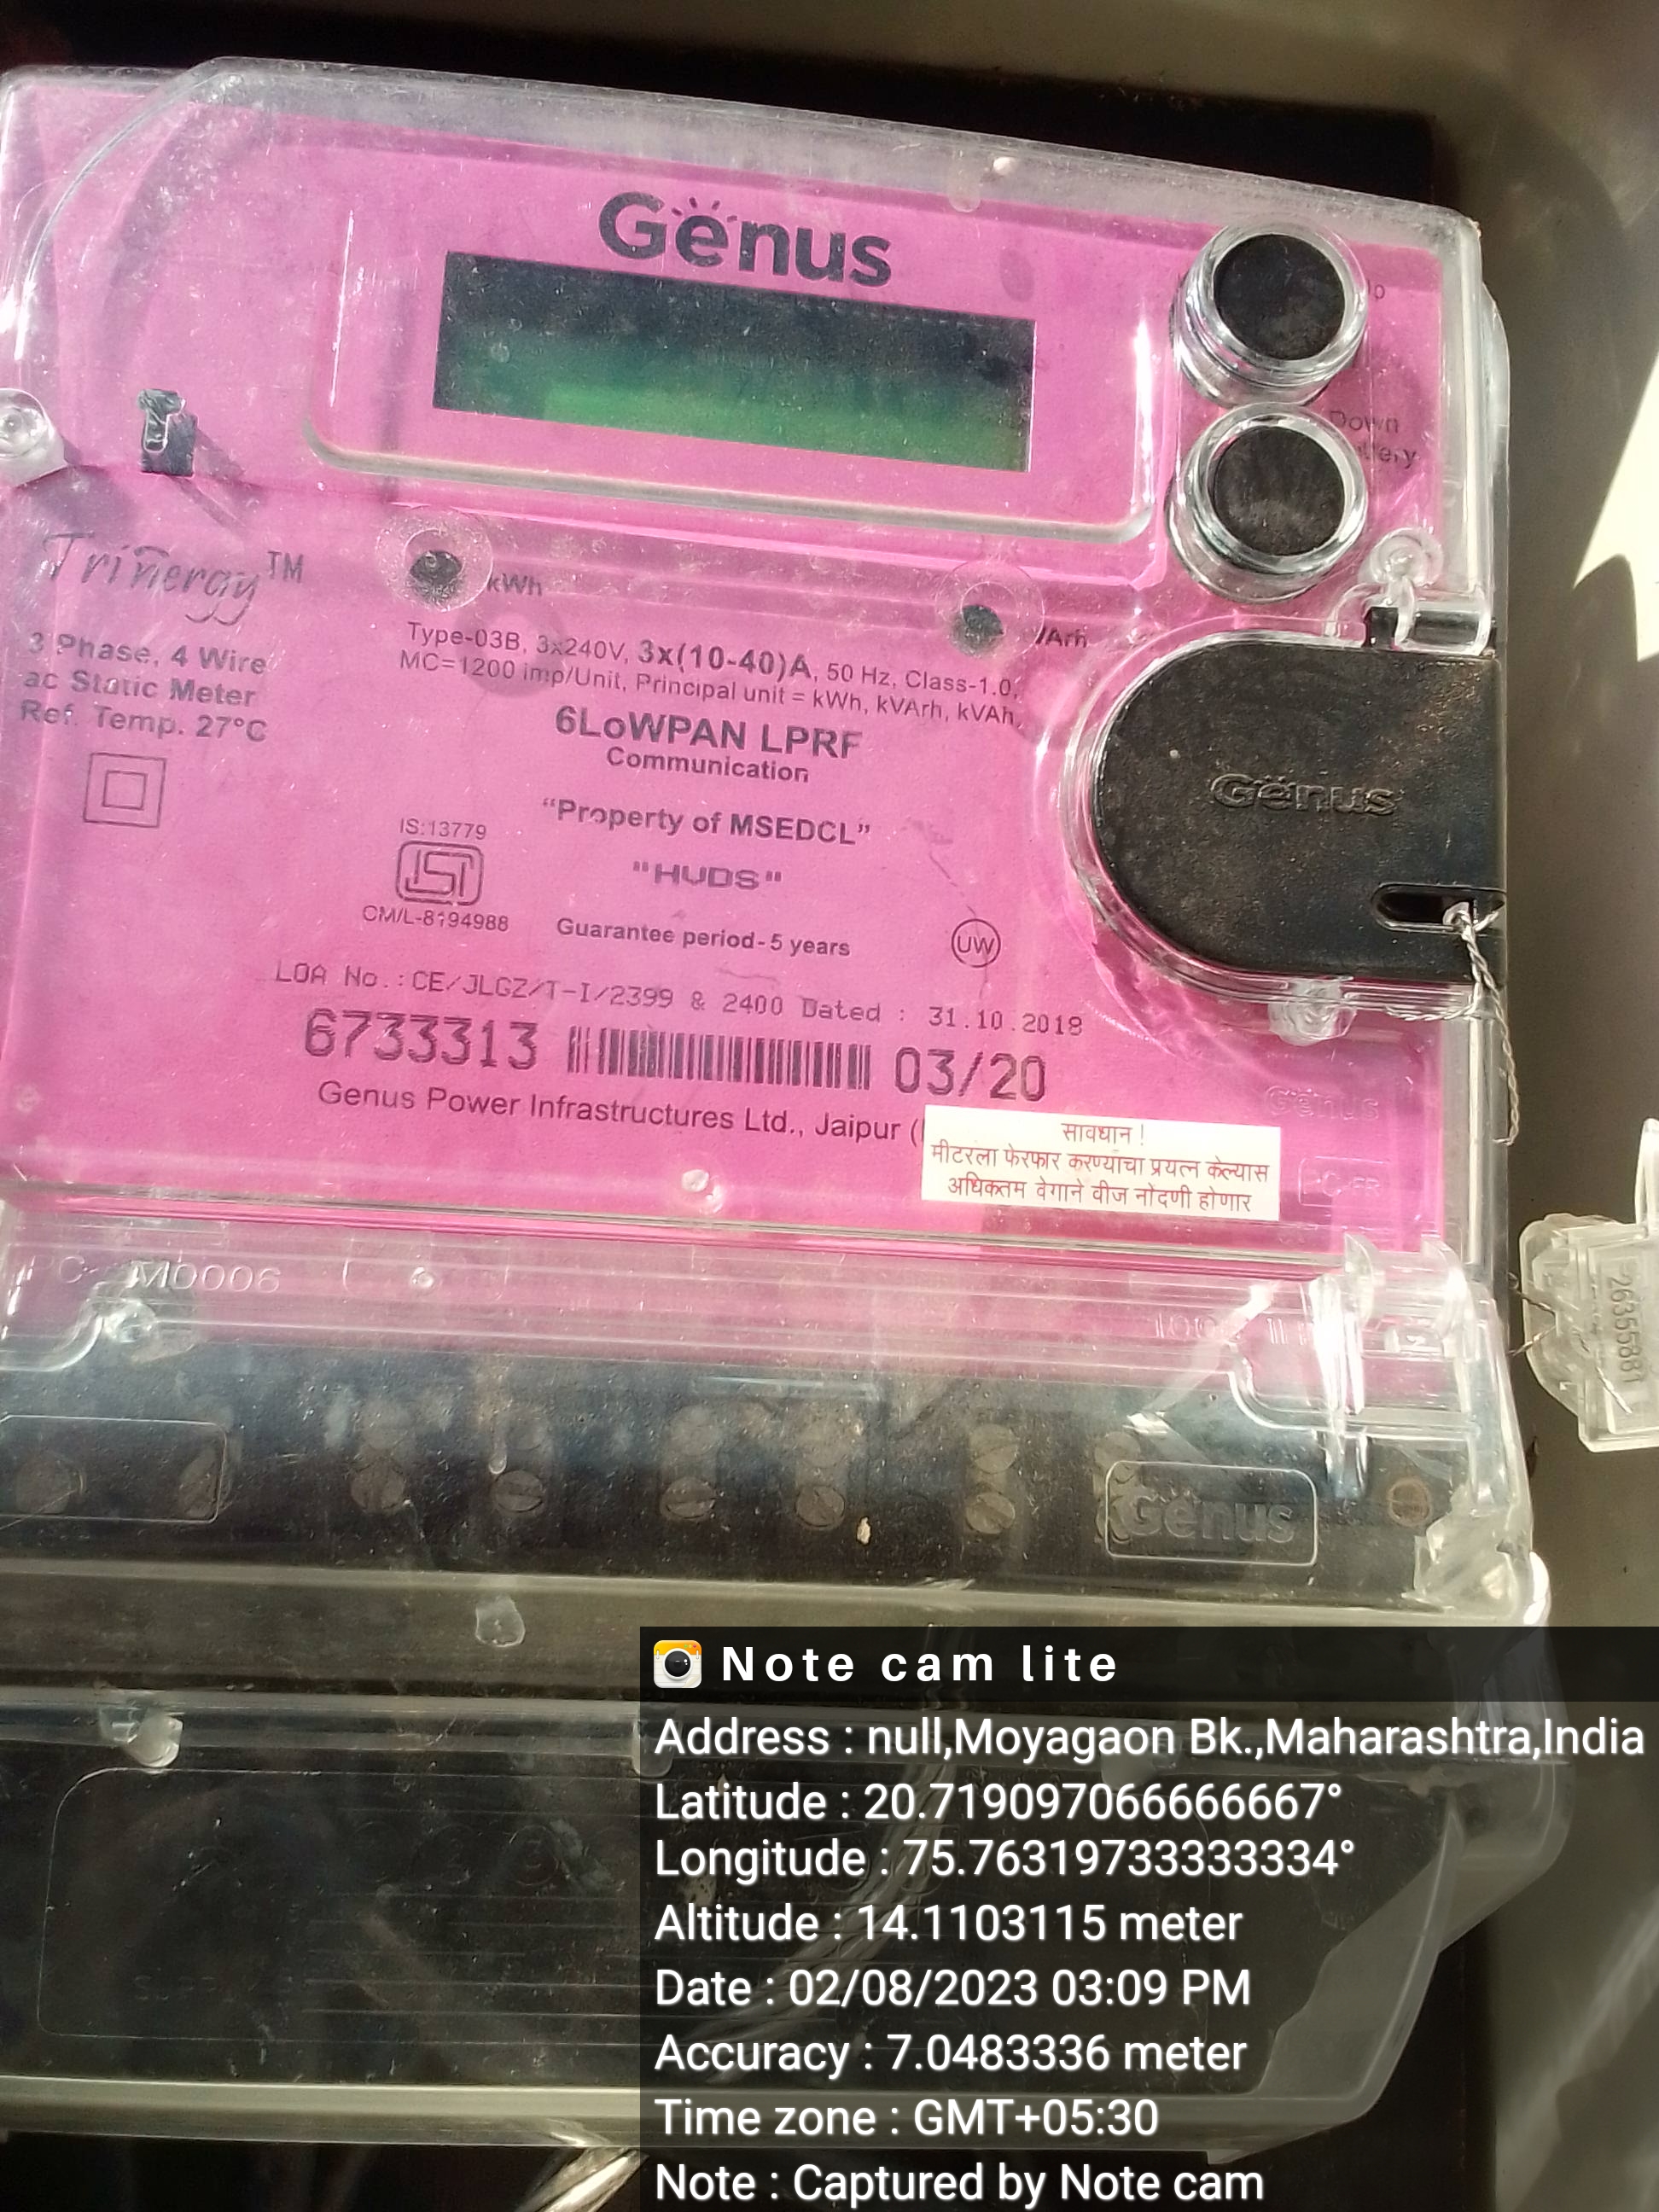 Genus
Down
kWh
TriNergy™
3 Phase, 4 Wire
ac Static Meter
Ref. Temp. 27°C
Type-03B, 3x240V, 3x(10-40)A, 50 Hz, Class-1.0,
MC=1200 imp/Unit, Principal unit = kWh, kVArh, kVAh,
6LoWPAN LPRF
Communication
"Property of MSEDCL"
"HVDS"
IS:13779
ISI
CM/L-8194988
Guarantee period-5 years
UW
Genus
LOA No.:CE/JLGZ/T-I/2399 & 2400 Dated : 31.10.2018
6733313 03/20
Genus Power Infrastructures Ltd., Jaipur (
Genus
सावधान !
मीटरला फेरफार करण्याचा प्रयत्न केल्यास
अधिकतम वेगाने वीज नोदणी होणार
M0006
26355881
Genus
Note cam lite
Address : null,Moyagaon Bk.,Maharashtra,India
Latitude : 20.719097066666667°
Longitude : 75.76319733333334°
Altitude : 14.1103115 meter
Date : 02/08/2023 03:09 PM
Accuracy : 7.0483336 meter
Time zone : GMT+05:30
Note : Captured by Note cam